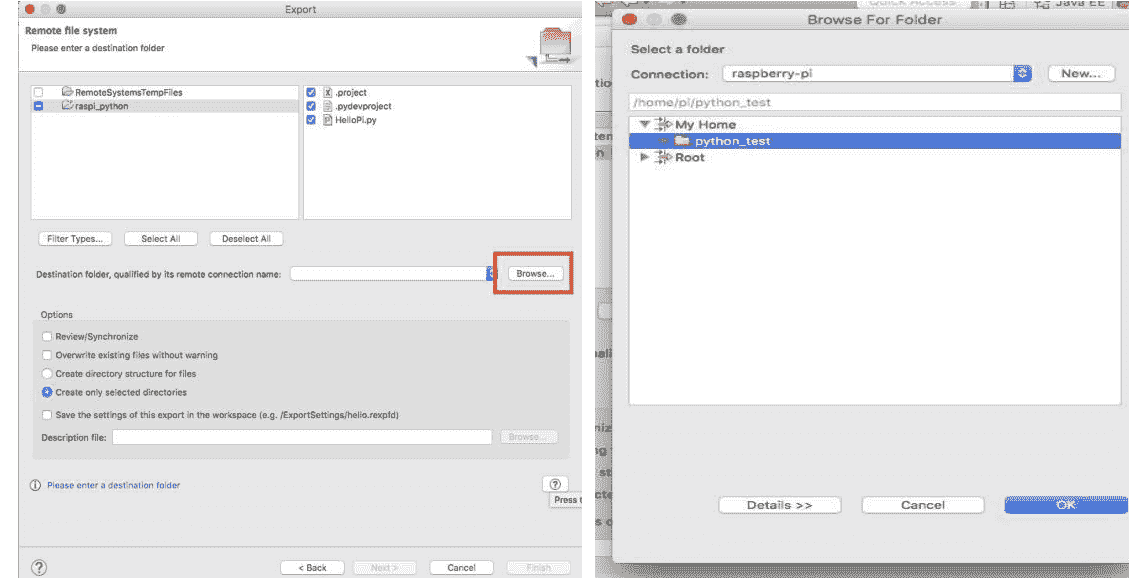 Export
Remote file system
Please enter a destination folder
RemoteSystemsTempFiles
raspi_python
.project
.pydevproject
HelloPi.py
Filter Types...
Select All
Deselect All
Destination folder, qualified by its remote connection name:
Browse...
Options
Review/Synchronize
Overwrite existing files without warning
Create directory structure for files
Create only selected directories
Save the settings of this export in the workspace (e.g. /ExportSettings/hello.rexpfd)
Description file:
Browse...
Please enter a destination folder
Press t
< Back
Next >
Cancel
Finish
Quick Access
Java EE
Browse For Folder
Select a folder
Connection:
raspberry-pi
New...
/home/pi/python_test
My Home
python_test
Root
Details >>
Cancel
OK